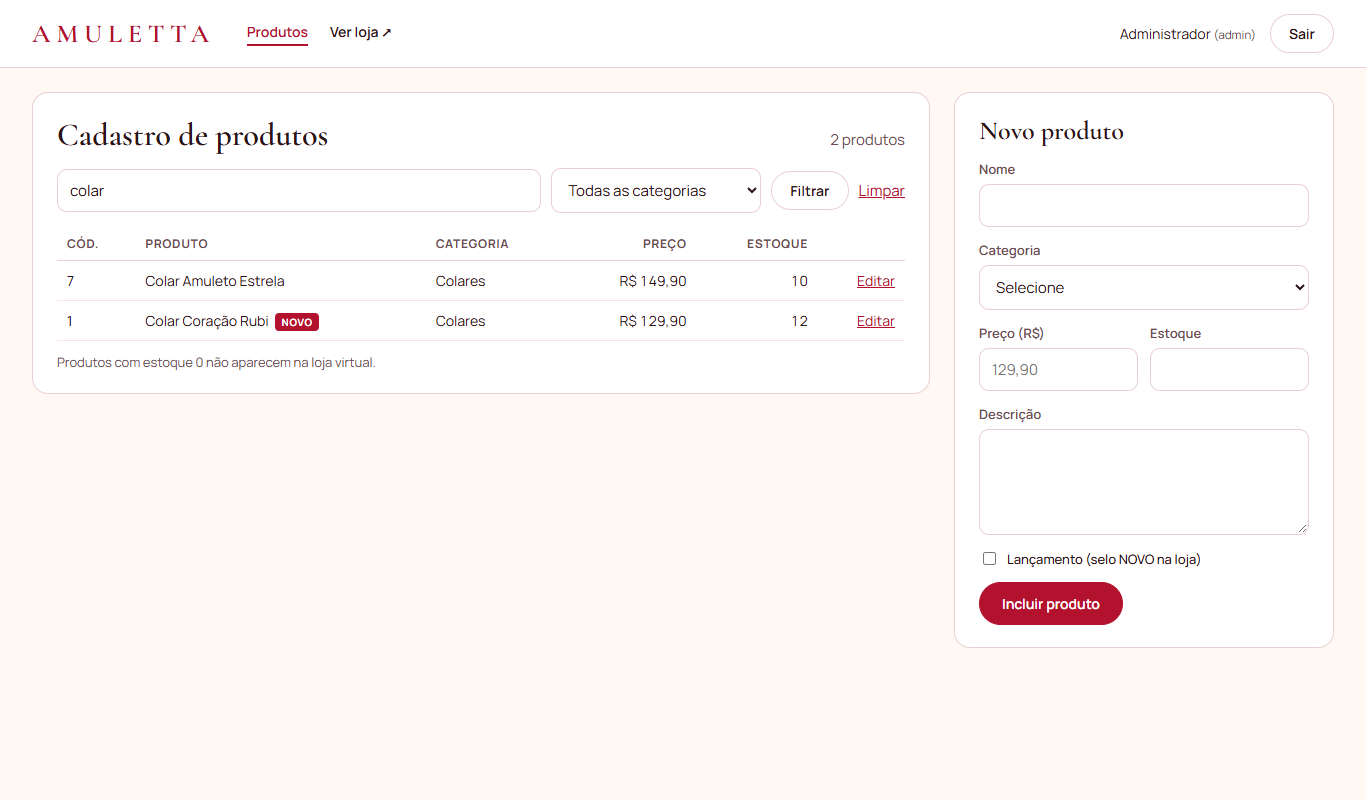 AMULETTA Produtos Ver loja ↗ Administrador (admin) Sair
Cadastro de produtos 2 produtos
colar Todas as categorias Filtrar Limpar
CÓD. PRODUTO CATEGORIA PREÇO ESTOQUE
7 Colar Amuleto Estrela Colares R$ 149,90 10 Editar
1 Colar Coração Rubi NOVO Colares R$ 129,90 12 Editar
Produtos com estoque 0 não aparecem na loja virtual.
Novo produto
Nome
Categoria
Selecione
Preço (R$) Estoque
129,90
Descrição
Lançamento (selo NOVO na loja)
Incluir produto